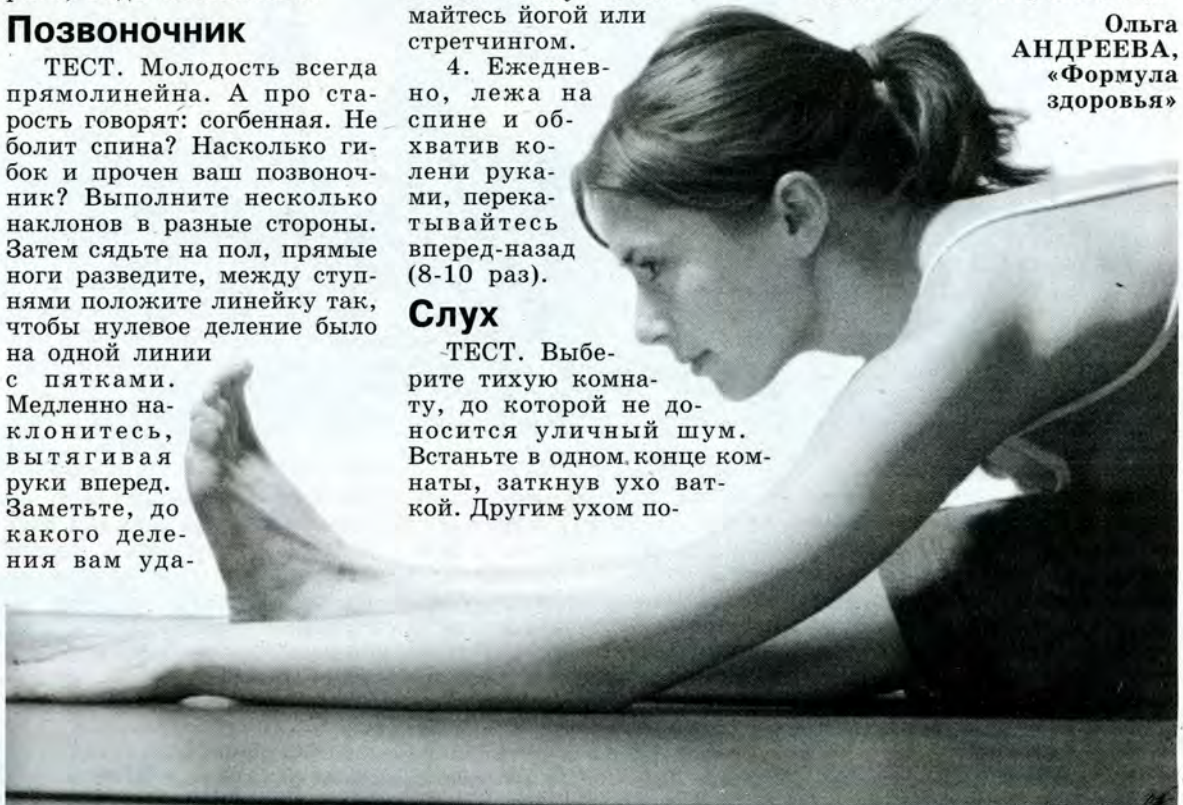 Позвоночник
ТЕСТ. Молодость всегда
прямолинейна. А про ста-
рость говорят: согбенная. Не
болит спина? Насколько ги-
бок и прочен ваш позвоноч-
ник? Выполните несколько
наклонов в разные стороны.
Затем сядьте на пол, прямые
ноги разведите, между ступ-
нями положите линейку так,
чтобы нулевое деление было
на одной линии
с пятками.
Медленно на-
клонитесь,
вытягивая
руки вперед.
Заметьте, до
какого деле-
ния вам уда-
майтесь йогой или
стретчингом.
4. Ежеднев-
но, лежа на
спине и об-
хватив ко-
лени рука-
ми, перека-
тывайтесь
вперед-назад
(8-10 раз).
Слух
ТЕСТ. Выбе-
рите тихую комна-
ту, до которой не до-
носится уличный шум.
Встаньте в одном конце ком-
наты, заткнув ухо ват-
кой. Другим ухом по-
Ольга
АНДРЕЕВА,
«Формула
здоровья»